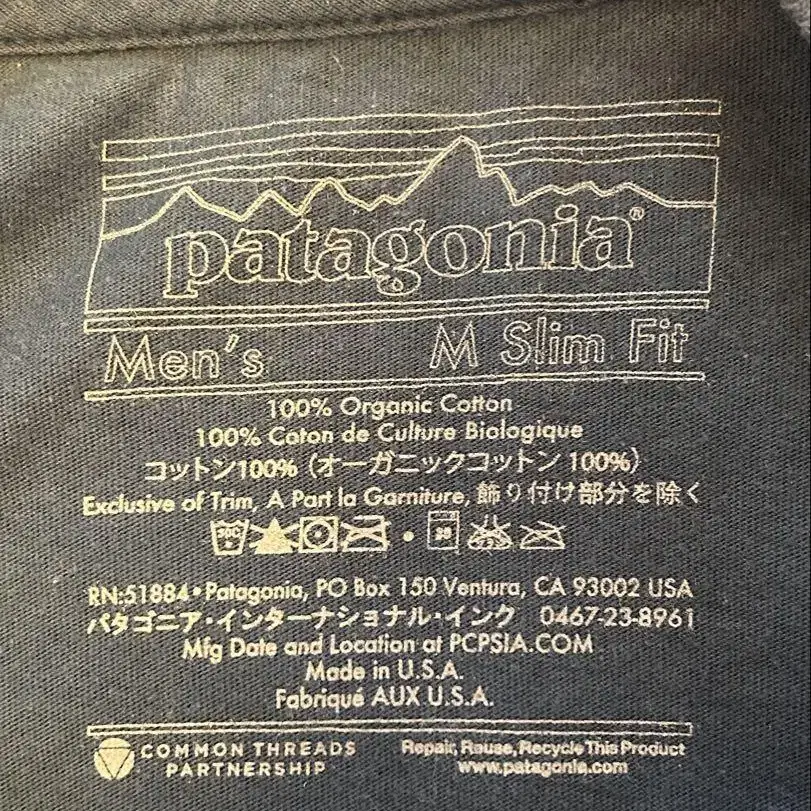 patagonia®
Men's M Slim Fit
100% Organic Cotton
100% Coton de Culture Biologique
コットン100% (オーガニックコットン 100%)
Exclusive of Trim, A Part la Garniture, 飾り付け部分を除く
30C 30
RN:51884•Patagonia, PO Box 150 Ventura, CA 93002 USA
パタゴニア・インターナショナル・インク 0467-23-8961
Mfg Date and Location at PCPSIA.COM
Made in U.S.A.
Fabriqué AUX U.S.A.
COMMON THREADS
PARTNERSHIP
Repair, Reuse, Recycle This Product
www.patagonia.com